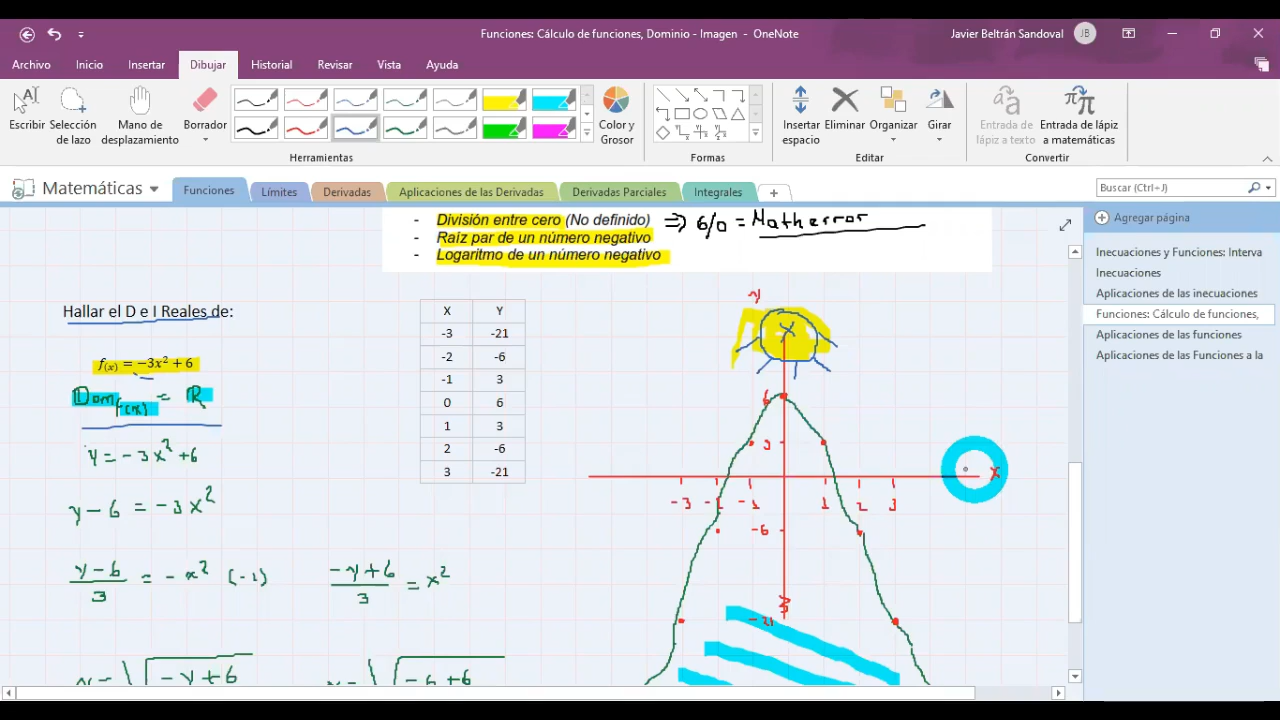 Funciones: Cálculo de funciones, Dominio - Imagen - OneNote
Javier Beltrán Sandoval
JB
Archivo
Inicio
Insertar
Dibujar
Historial
Revisar
Vista
Ayuda
Escribir
Selección de lazo
Mano de desplazamiento
Borrador
Color y Grosor
Insertar espacio
Eliminar
Organizar
Girar
Entrada de lápiz a texto
Entrada de lápiz a matemáticas
Herramientas
Formas
Editar
Convertir
Matemáticas
Funciones
Límites
Derivadas
Aplicaciones de las Derivadas
Derivadas Parciales
Integrales
Buscar (Ctrl+J)
- División entre cero (No definido) ⇒ 6/0 = Math error
- Raíz par de un número negativo
- Logaritmo de un número negativo
Agregar página
Inecuaciones y Funciones: Interva
Inecuaciones
Aplicaciones de las inecuaciones
Funciones: Cálculo de funciones,
Aplicaciones de las funciones
Aplicaciones de las Funciones a la
Hallar el D e I Reales de:
f(x) = −3x² + 6
Dom f(x) = R
y = -3x² +6
y - 6 = -3x²
y-6/3 = -x² (-1)
-y+6/3 = x²
-y+6
-6+6
X Y
-3 -21
-2 -6
-1 3
0 6
1 3
2 -6
3 -21
y
x
6
3
-3 -2 -1 1 2 3
x
-6
-21